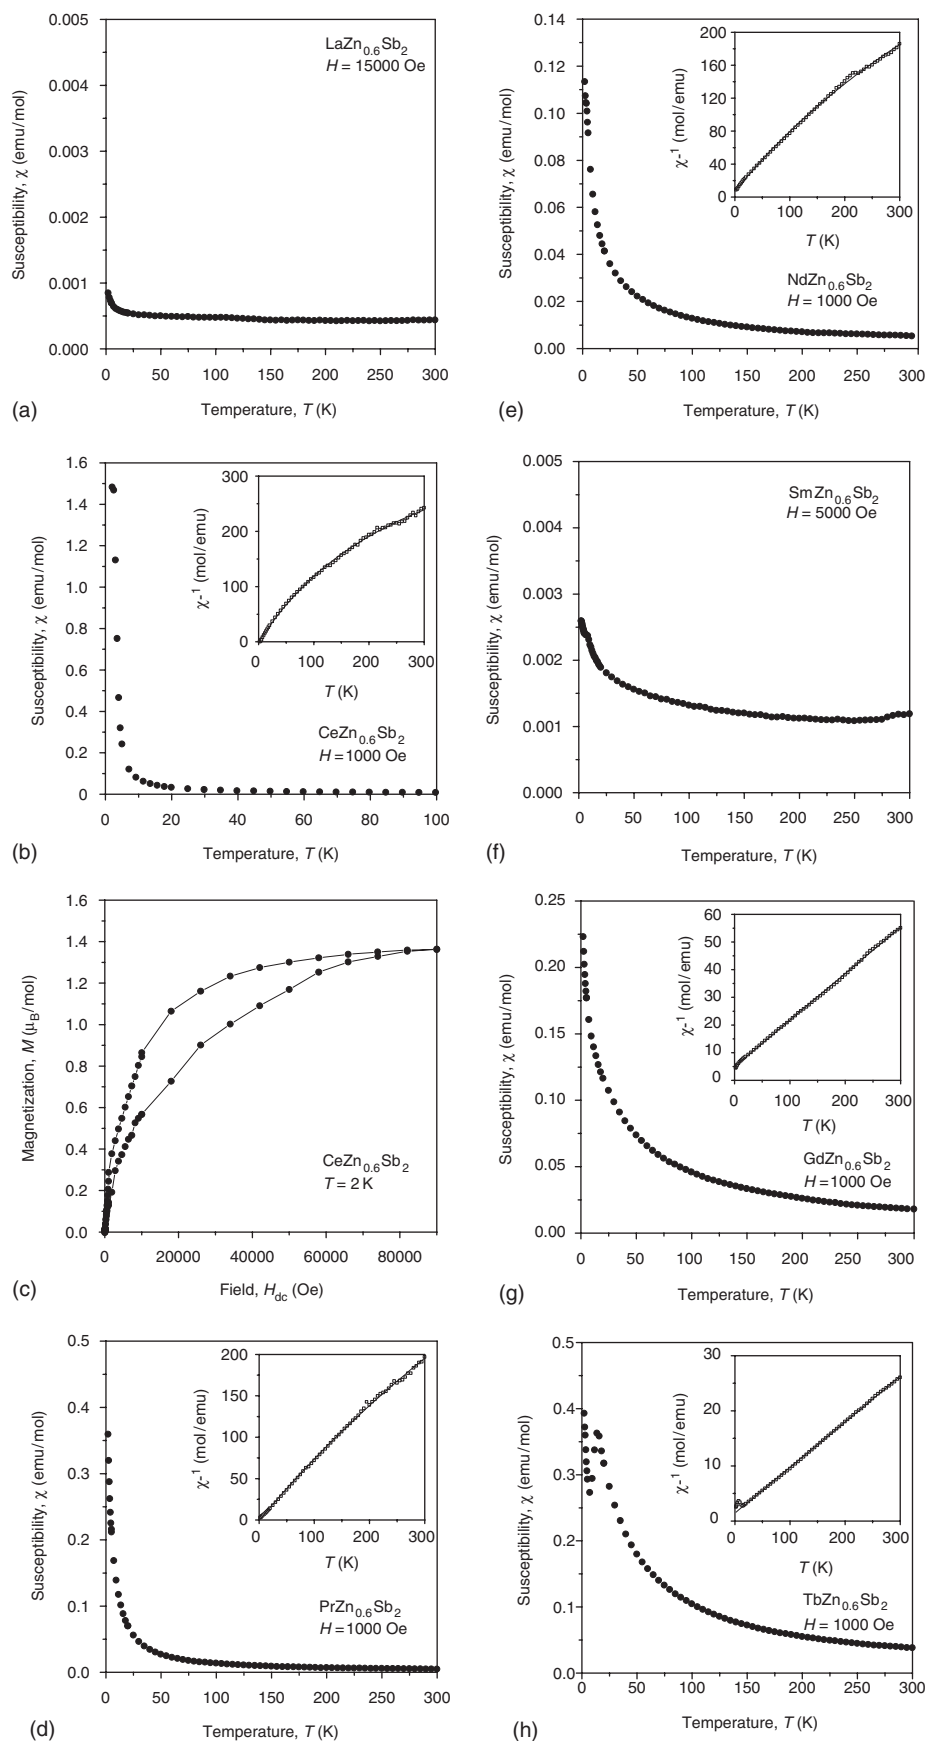 0.005
0.004
0.003
0.002
0.001
0.000
Susceptibility, χ (emu/mol)
LaZn0.6Sb2
H = 15000 Oe
0 50 100 150 200 250 300
(a)
Temperature, T (K)
1.6
1.4
1.2
1.0
0.8
0.6
0.4
0.2
0
Susceptibility, χ (emu/mol)
300
200
100
0
χ-1 (mol/emu)
0 100 200 300
T (K)
CeZn0.6Sb2
H = 1000 Oe
0 20 40 60 80 100
(b)
Temperature, T (K)
1.6
1.4
1.2
1.0
0.8
0.6
0.4
0.2
0.0
Magnetization, M (μB/mol)
CeZn0.6Sb2
T = 2 K
0 20000 40000 60000 80000
(c)
Field, Hdc (Oe)
0.5
0.4
0.3
0.2
0.1
0.0
Susceptibility, χ (emu/mol)
200
150
100
50
0
χ-1 (mol/emu)
0 100 200 300
T (K)
PrZn0.6Sb2
H = 1000 Oe
0 50 100 150 200 250 300
(d)
Temperature, T (K)
0.14
0.12
0.10
0.08
0.06
0.04
0.02
0.00
Susceptibility, χ (emu/mol)
200
160
120
80
40
0
χ-1 (mol/emu)
0 100 200 300
T (K)
NdZn0.6Sb2
H = 1000 Oe
0 50 100 150 200 250 300
(e)
Temperature, T (K)
0.005
0.004
0.003
0.002
0.001
0.000
Susceptibility, χ (emu/mol)
SmZn0.6Sb2
H = 5000 Oe
0 50 100 150 200 250 300
(f)
Temperature, T (K)
0.25
0.20
0.15
0.10
0.05
0.00
Susceptibility, χ (emu/mol)
60
50
40
30
20
10
0
χ-1 (mol/emu)
0 100 200 300
T (K)
GdZn0.6Sb2
H = 1000 Oe
0 50 100 150 200 250 300
(g)
Temperature, T (K)
0.5
0.4
0.3
0.2
0.1
0.0
Susceptibility, χ (emu/mol)
30
20
10
0
χ-1 (mol/emu)
0 100 200 300
T (K)
TbZn0.6Sb2
H = 1000 Oe
0 50 100 150 200 250 300
(h)
Temperature, T (K)